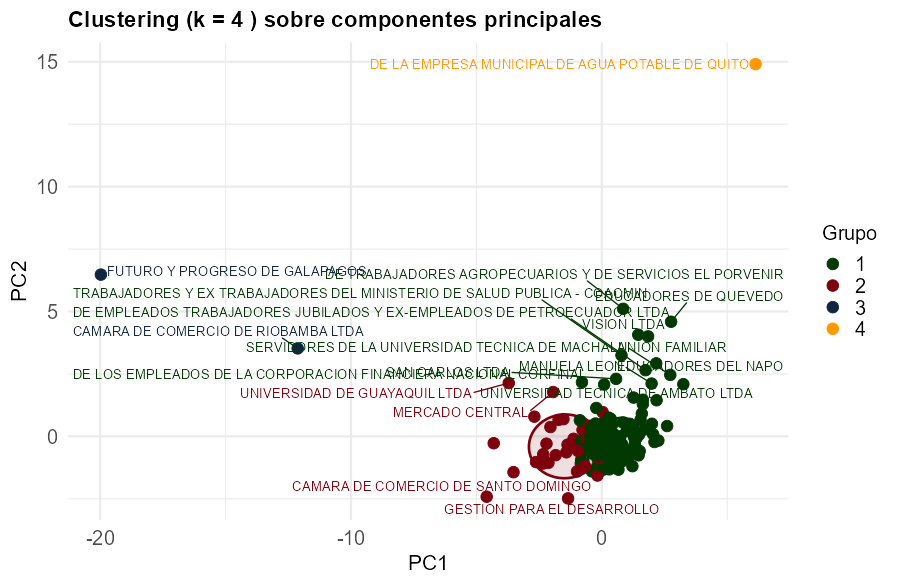 Clustering (k = 4 ) sobre componentes principales
15
DE LA EMPRESA MUNICIPAL DE AGUA POTABLE DE QUITO
10
PC2
FUTURO Y PROGRESO DE GALAPAGOS
DE TRABAJADORES AGROPECUARIOS Y DE SERVICIOS EL PORVENIR
TRABAJADORES Y EX TRABAJADORES DEL MINISTERIO DE SALUD PUBLICA - COACMIN
EDUCADORES DE QUEVEDO
5
DE EMPLEADOS TRABAJADORES JUBILADOS Y EX-EMPLEADOS DE PETROECUADOR LTDA
VISION LTDA
CAMARA DE COMERCIO DE RIOBAMBA LTDA
SERVIDORES DE LA UNIVERSIDAD TECNICA DE MACHALA
UNION FAMILIAR
MANUELA LEON
EDUCADORES DEL NAPO
DE LOS EMPLEADOS DE LA CORPORACION FINANCIERA NACIONAL CORFINAL
SAN CARLOS LTDA
UNIVERSIDAD DE GUAYAQUIL LTDA
UNIVERSIDAD TECNICA DE AMBATO LTDA
MERCADO CENTRAL
0
CAMARA DE COMERCIO DE SANTO DOMINGO
GESTION PARA EL DESARROLLO
-20
-10
0
PC1
Grupo
1
2
3
4